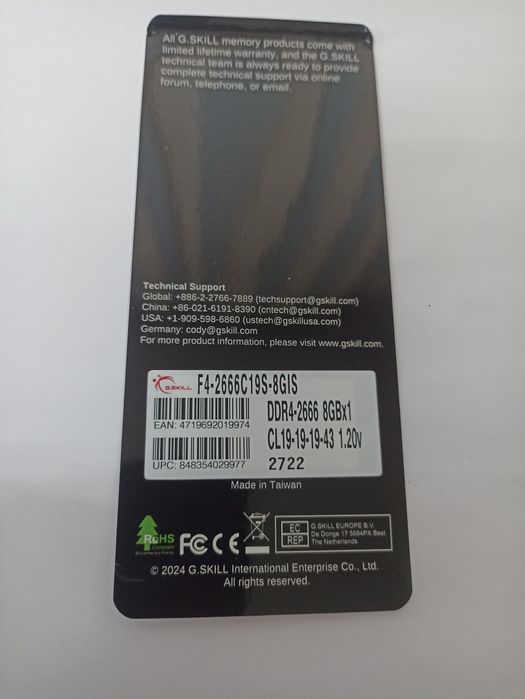 All G.SKILL memory products come with
limited lifetime warranty, and the G.SKILL
technical team is always ready to provide
complete technical support via online
forum, telephone, or email.
Technical Support
Global: +886-2-2766-7889 (techsupport@gskill.com)
China: +86-021-6191-8390 (cntech@gskill.com)
USA: +1-909-598-6860 (ustech@gskillusa.com)
Germany: cody@gskill.com
For more product information, please visit www.gskill.com.
G.SKILL F4-2666C19S-8GIS
DDR4-2666 8GBx1
EAN: 4719692019974
CL19-19-19-43 1.20v
UPC: 848354029977
2722
Made in Taiwan
RoHS
Compliant
Environmentally Friendly
FC CE
EC REP
G.SKILL EUROPE B.V.
De Donge 17 5684PX Best
The Netherlands
© 2024 G.SKILL International Enterprise Co., Ltd.
All rights reserved.